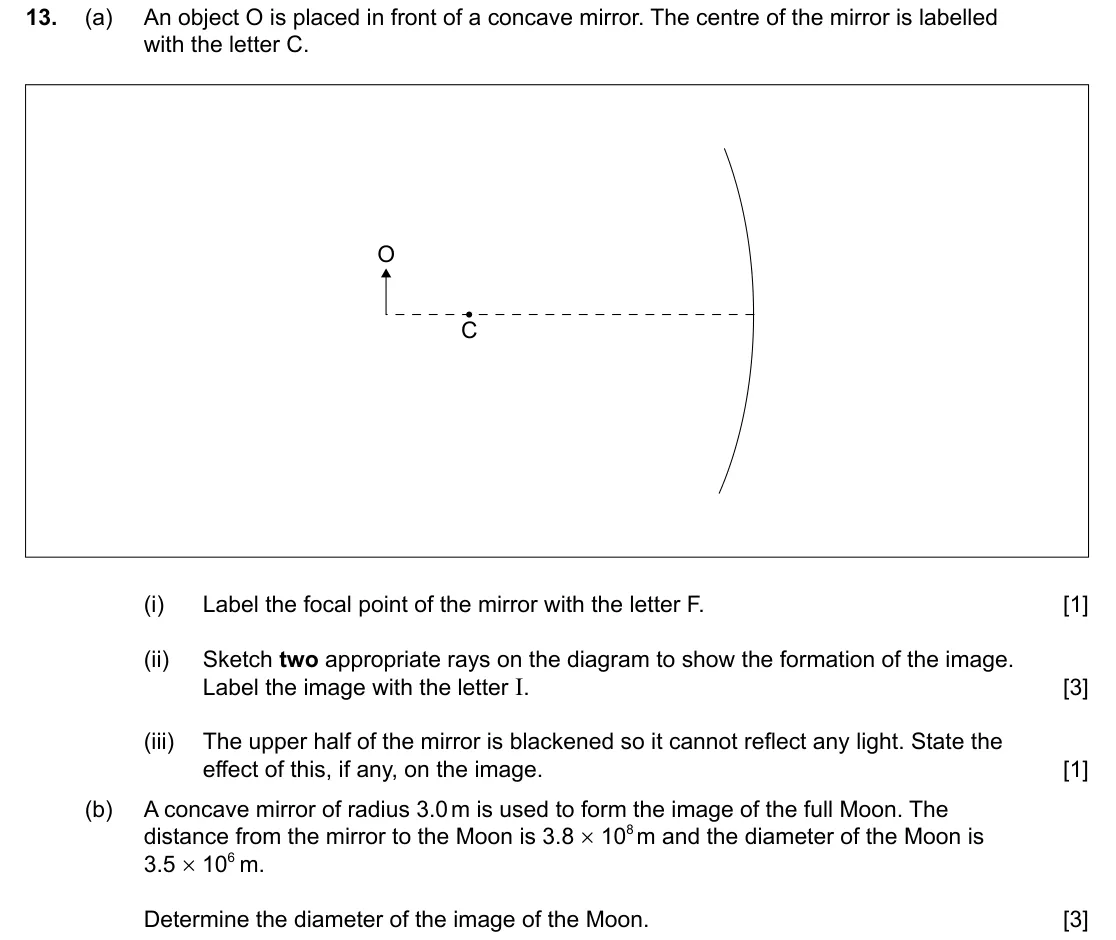 13. (a) An object O is placed in front of a concave mirror. The centre of the mirror is labelled
with the letter C.
O
C
(i) Label the focal point of the mirror with the letter F. [1]
(ii) Sketch two appropriate rays on the diagram to show the formation of the image.
Label the image with the letter I. [3]
(iii) The upper half of the mirror is blackened so it cannot reflect any light. State the
effect of this, if any, on the image. [1]
(b) A concave mirror of radius 3.0 m is used to form the image of the full Moon. The
distance from the mirror to the Moon is 3.8 × 10⁸ m and the diameter of the Moon is
3.5 × 10⁶ m.
Determine the diameter of the image of the Moon. [3]